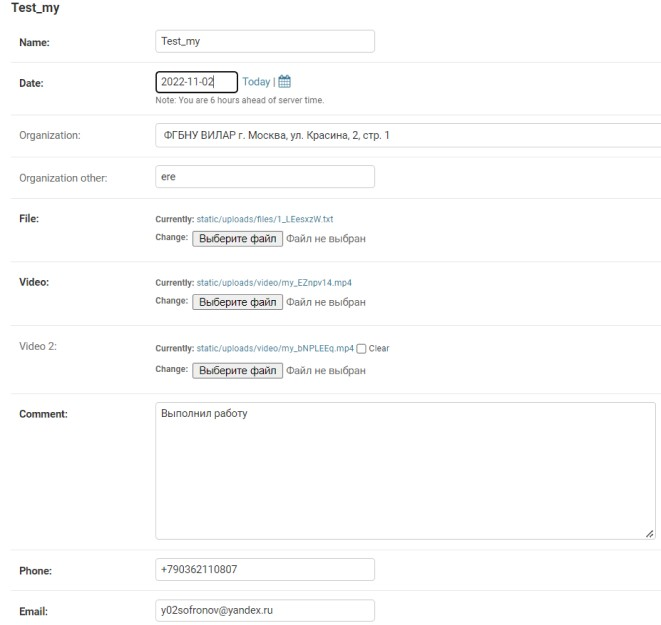 Test_my
Name: Test_my
Date: 2022-11-02 Today |
Note: You are 6 hours ahead of server time.
Organization: ФГБНУ ВИЛАР г. Москва, ул. Красина, 2, стр. 1
Organization other: ere
File: Currently: static/uploads/files/1_LEesxzW.txt
Change: Выберите файл Файл не выбран
Video: Currently: static/uploads/video/my_EZnpv14.mp4
Change: Выберите файл Файл не выбран
Video 2: Currently: static/uploads/video/my_bNPLEEq.mp4 Clear
Change: Выберите файл Файл не выбран
Comment: Выполнил работу
Phone: +790362110807
Email: y02sofronov@yandex.ru